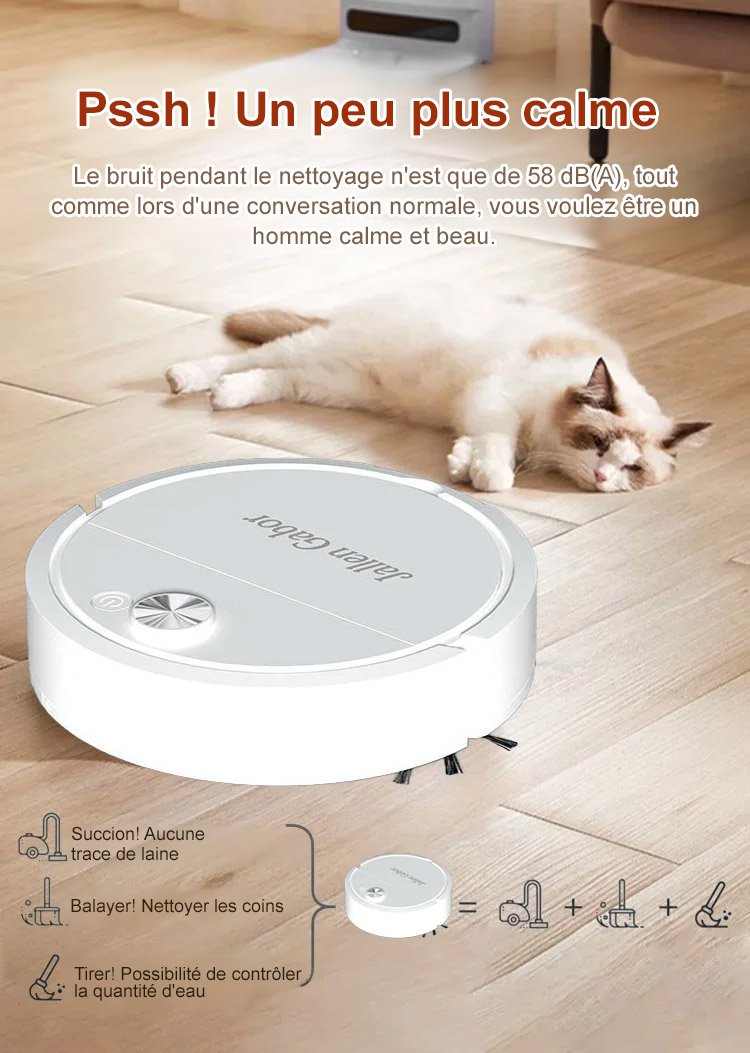 Pssh ! Un peu plus calme
Le bruit pendant le nettoyage n'est que de 58 dB(A), tout
comme lors d'une conversation normale, vous voulez être un
homme calme et beau.
Jallen Gabor
Succion! Aucune
trace de laine
Balayer! Nettoyer les coins
Tirer! Possibilité de contrôler
la quantité d'eau
Jallen Gabor
= + +